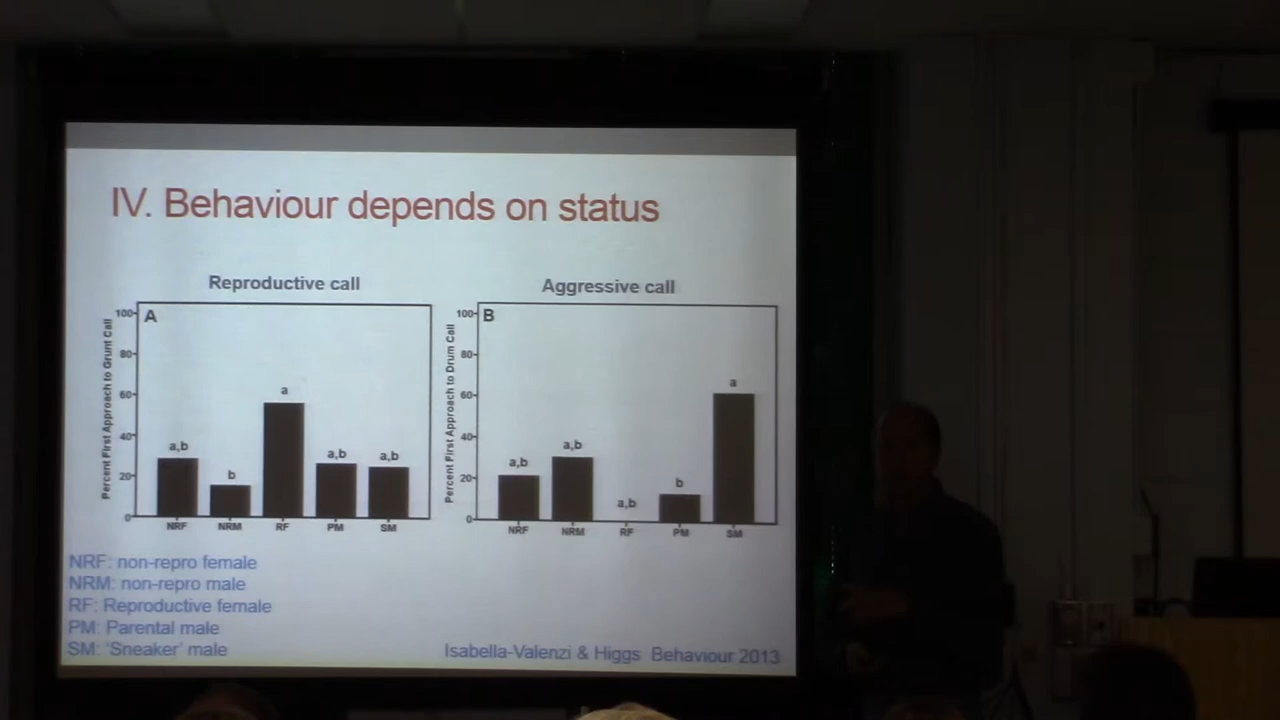 IV. Behaviour depends on status
Reproductive call
A
Percent First Approach to Grunt Call
100
80
60
40
20
0
a,b
b
a
a,b
a,b
NRF
NRM
RF
PM
SM
Aggressive call
B
Percent First Approach to Drum Call
100
80
60
40
20
0
a,b
a,b
a,b
b
a
NRF
NRM
RF
PM
SM
NRF: non-repro female
NRM: non-repro male
RF: Reproductive female
PM: Parental male
SM: 'Sneaker' male
Isabella-Valenzi & Higgs Behaviour 2013